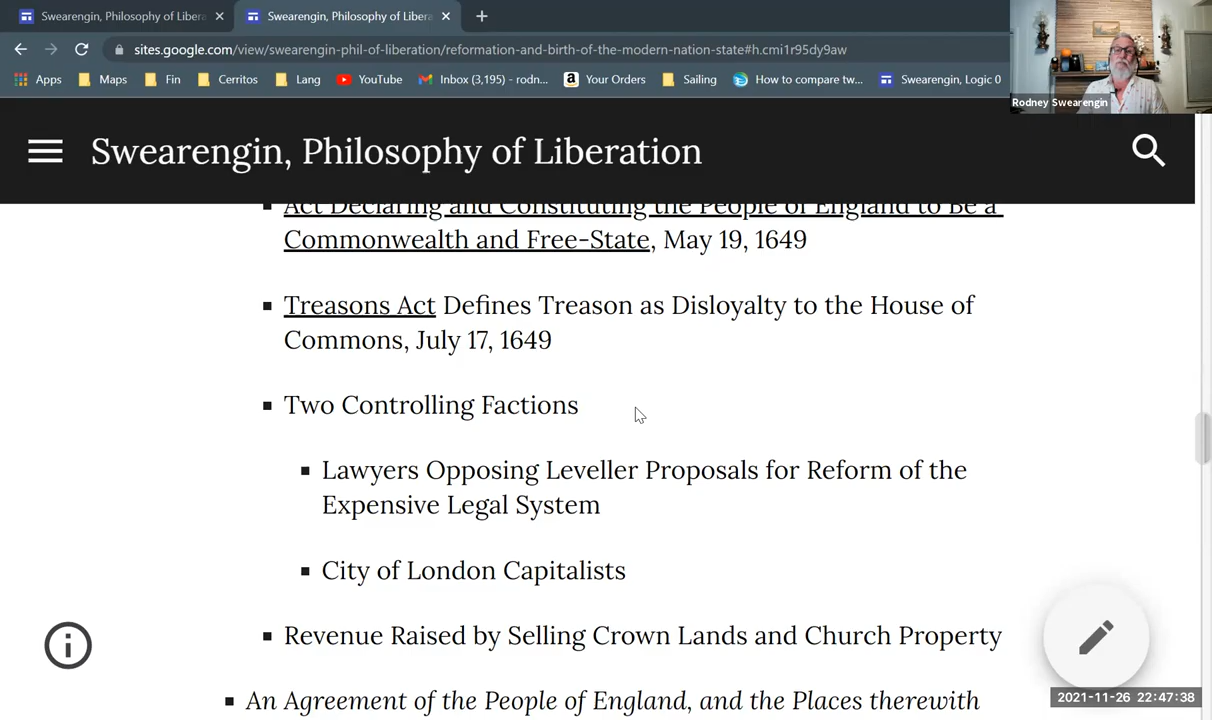 Swearengin, Philosophy of Libera
Swearengin, Philosophy of Libera
sites.google.com/view/swearengin-phil-of-liberation/reformation-and-birth-of-the-modern-nation-state#h.cmi1r95dy9aw
Apps Maps Fin Cerritos Lang YouTube Inbox (3,195) - rodn... Your Orders Sailing How to compare tw... Swearengin, Logic 0
Rodney Swearengin
Swearengin, Philosophy of Liberation
Act Declaring and Constituting the People of England to Be a
Commonwealth and Free-State, May 19, 1649
Treasons Act Defines Treason as Disloyalty to the House of
Commons, July 17, 1649
Two Controlling Factions
Lawyers Opposing Leveller Proposals for Reform of the
Expensive Legal System
City of London Capitalists
Revenue Raised by Selling Crown Lands and Church Property
An Agreement of the People of England, and the Places therewith
2021-11-26 22:47:38